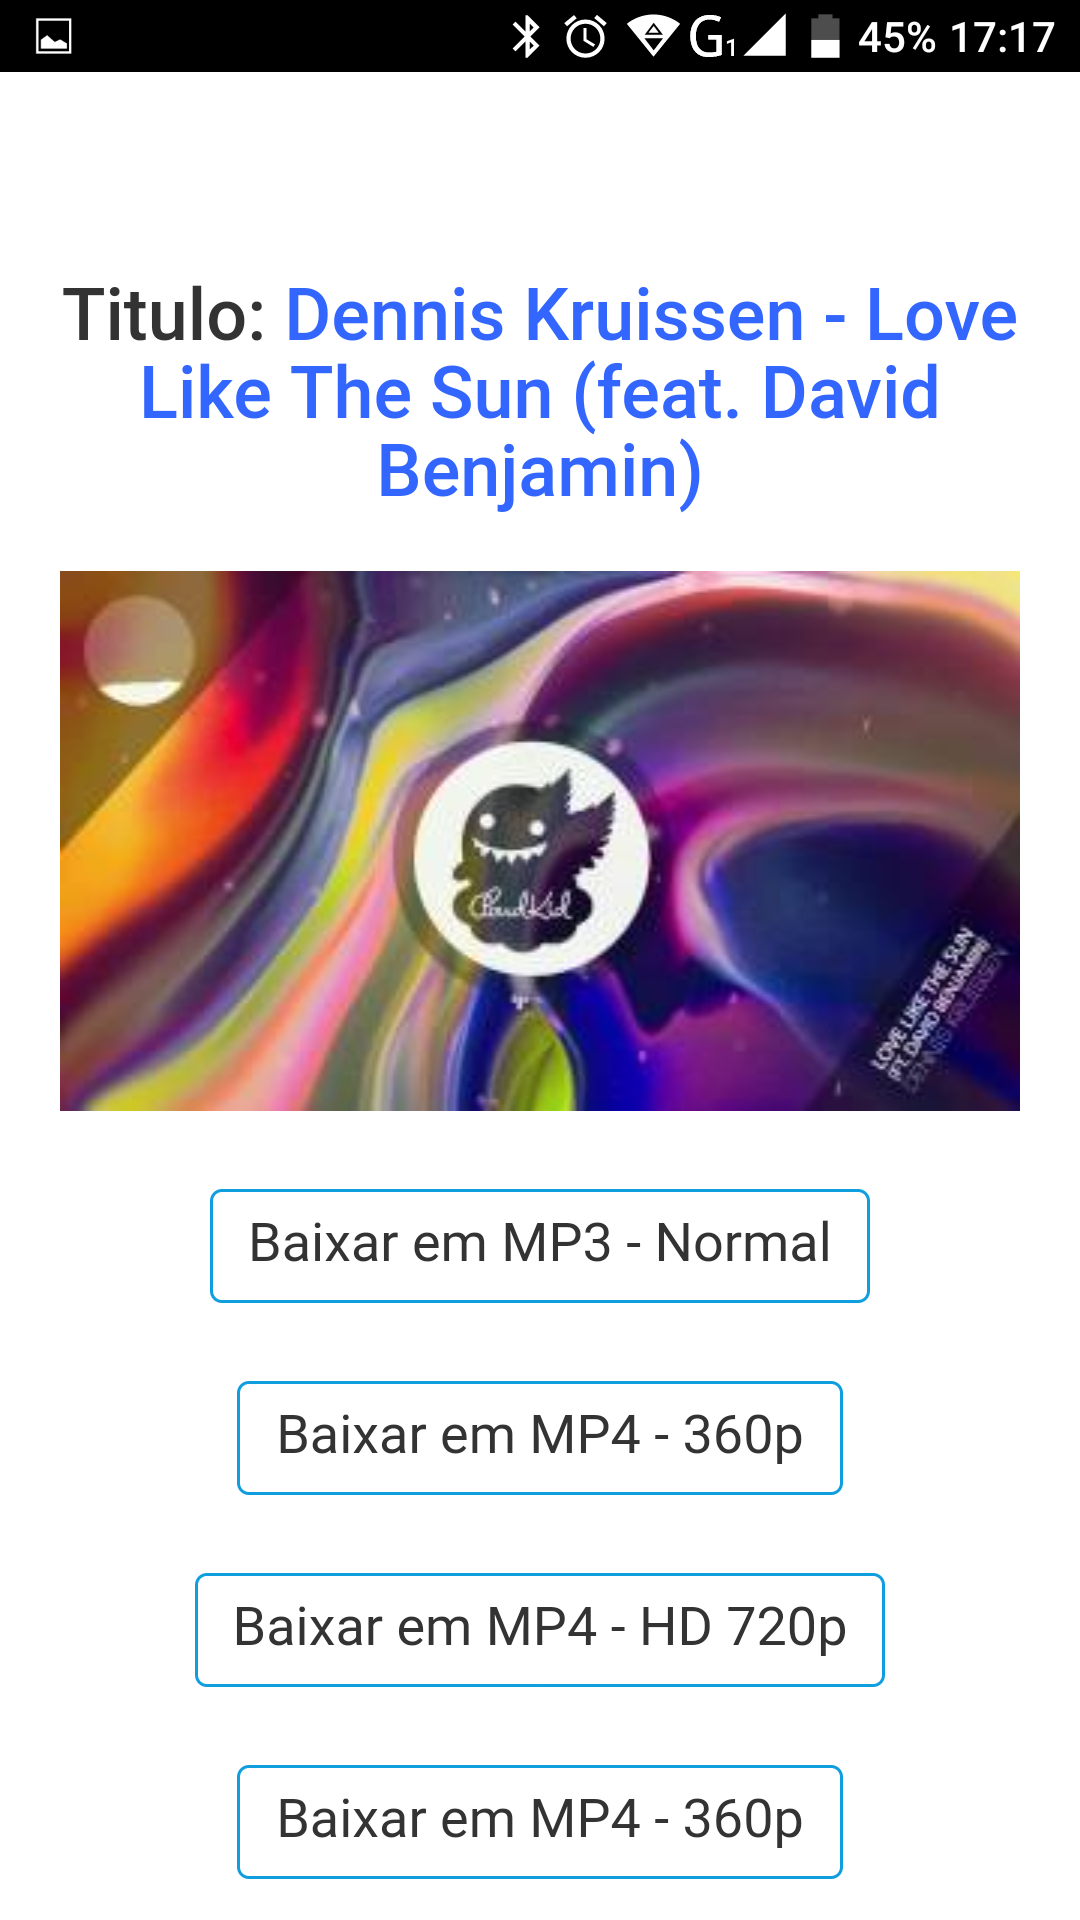 G1 45% 17:17
Titulo: Dennis Kruissen - Love
Like The Sun (feat. David
Benjamin)
CloudKid
LOVE LIKE THE SUN
(FT. DAVID BENJAMIN)
DENNIS KRUISSEN
Baixar em MP3 - Normal
Baixar em MP4 - 360p
Baixar em MP4 - HD 720p
Baixar em MP4 - 360p